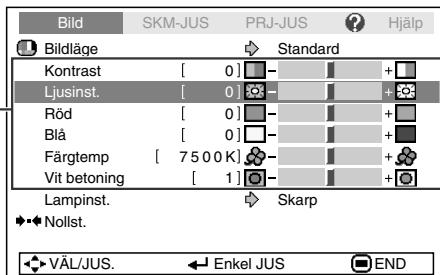 Bild SKM-JUS PRJ-JUS ? Hjälp
Bildläge Standard
Kontrast [ 0] - +
Ljusinst. [ 0] - +
Röd [ 0] - +
Blå [ 0] - +
Färgtemp [ 7500K] - +
Vit betoning [ 1] - +
Lampinst. Skarp
Nollst.
VÄL/JUS. Enkel JUS END